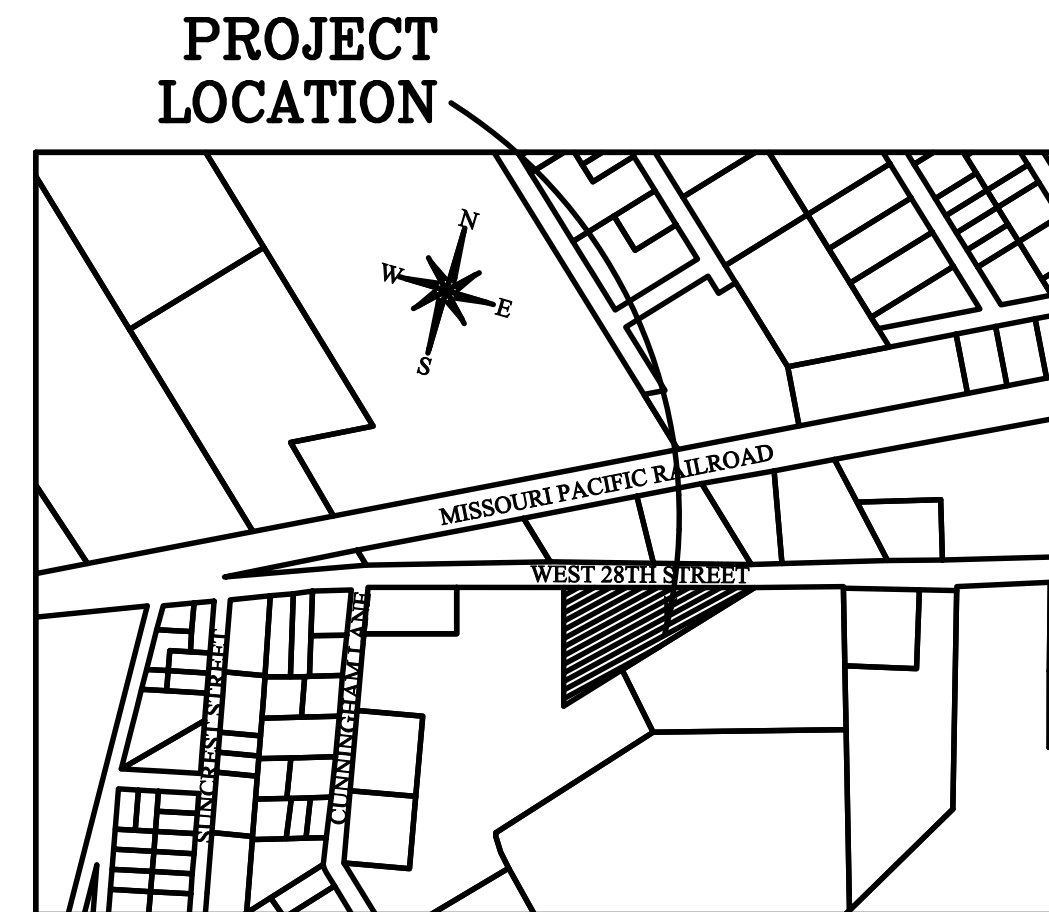 PROJECT
LOCATION
N
W
E
S
MISSOURI PACIFIC RAILROAD
WEST 28TH STREET
SUNCREST STREET
CUNNINGHAM LANE